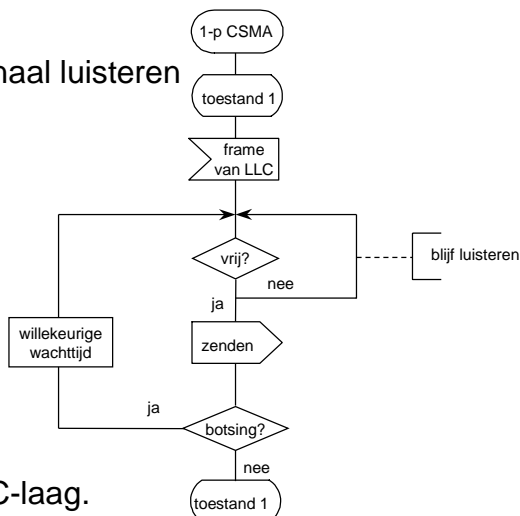 1-p CSMA
naal luisteren
toestand 1
frame
van LLC
vrij?
blijf luisteren
nee
ja
willekeurige
wachttijd
zenden
ja
botsing?
nee
C-laag.
toestand 1